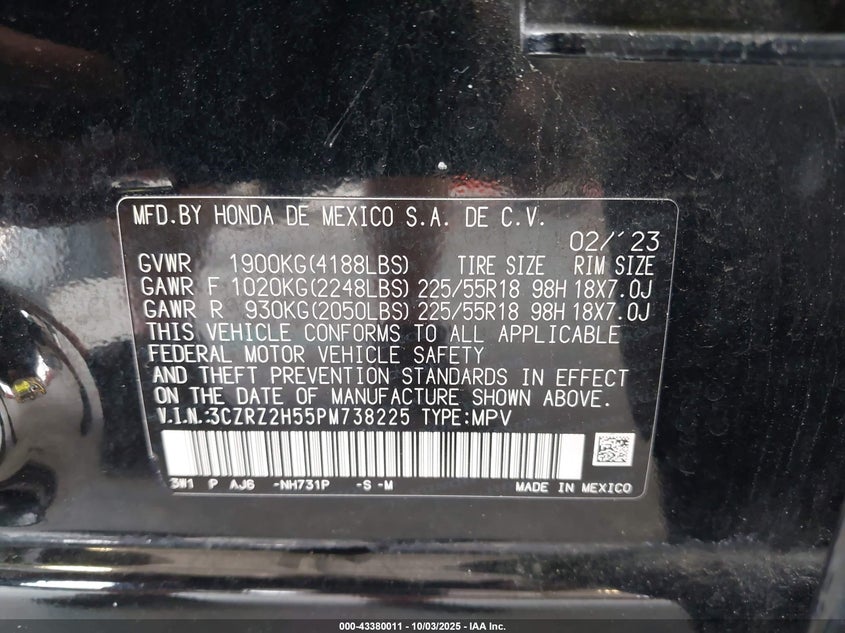 MFD.BY HONDA DE MEXICO S.A. DE C.V.
02/'23
GVWR 1900KG(4188LBS) TIRE SIZE RIM SIZE
GAWR F 1020KG(2248LBS) 225/55R18 98H 18X7.0J
GAWR R 930KG(2050LBS) 225/55R18 98H 18X7.0J
THIS VEHICLE CONFORMS TO ALL APPLICABLE
FEDERAL MOTOR VEHICLE SAFETY
AND THEFT PREVENTION STANDARDS IN EFFECT
ON THE DATE OF MANUFACTURE SHOWN ABOVE.
V.I.N.:3CZRZ2H55PM738225 TYPE:MPV
3W1 P AJ6 -NH731P -S -M MADE IN MEXICO
000-43380011 - 10/03/2025 - IAA Inc.